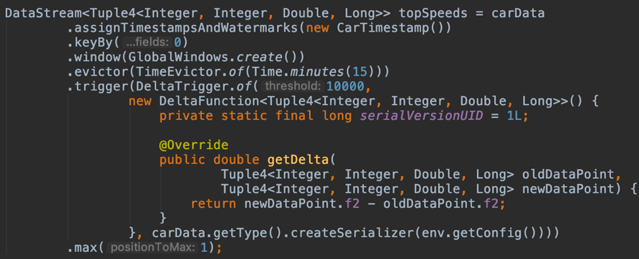 DataStream<Tuple4<Integer, Integer, Double, Long>> topSpeeds = carData
.assignTimestampsAndWatermarks(new CarTimestamp())
.keyBy( ...fields: 0)
.window(GlobalWindows.create())
.evictor(TimeEvictor.of(Time.minutes(15)))
.trigger(DeltaTrigger.of( threshold: 10000,
new DeltaFunction<Tuple4<Integer, Integer, Double, Long>>() {
private static final long serialVersionUID = 1L;
@Override
public double getDelta(
Tuple4<Integer, Integer, Double, Long> oldDataPoint,
Tuple4<Integer, Integer, Double, Long> newDataPoint) {
return newDataPoint.f2 - oldDataPoint.f2;
}
}, carData.getType().createSerializer(env.getConfig())))
.max( positionToMax: 1);